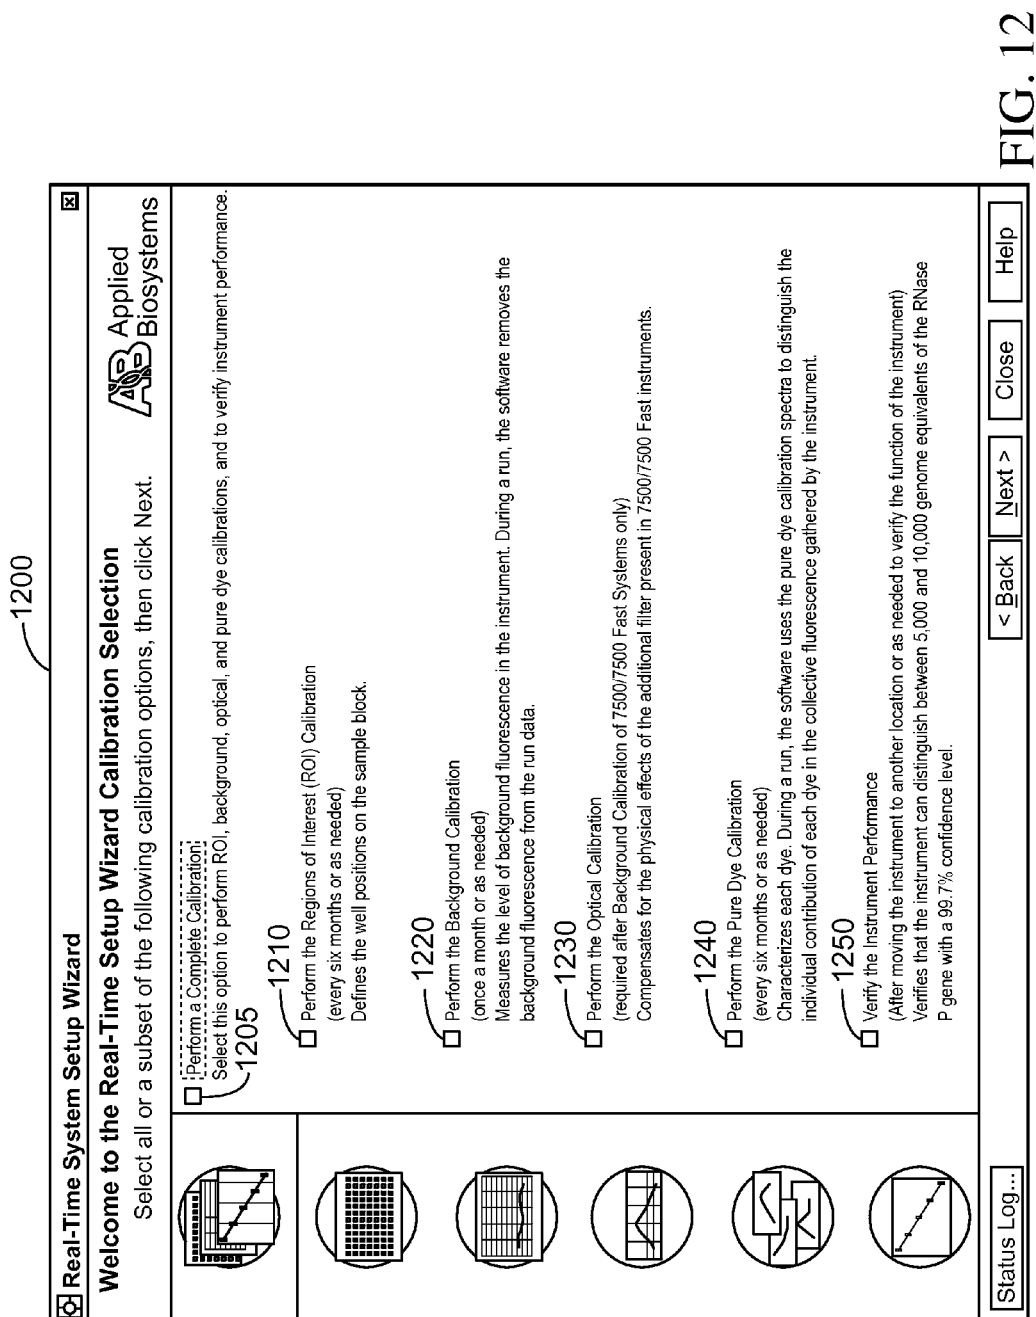 1200
Real-Time System Setup Wizard
Welcome to the Real-Time Setup Wizard Calibration Selection
Select all or a subset of the following calibration options, then click Next.
AB Applied
Biosystems
Perform a Complete Calibration
Select this option to perform ROI, background, optical, and pure dye calibrations, and to verify instrument performance.
1205
1210
Perform the Regions of Interest (ROI) Calibration
(every six months or as needed)
Defines the well positions on the sample block.
1220
Perform the Background Calibration
(once a month or as needed)
Measures the level of background fluorescence in the instrument. During a run, the software removes the
background fluorescence from the run data.
1230
Perform the Optical Calibration
(required after Background Calibration of 7500/7500 Fast Systems only)
Compensates for the physical effects of the additional filter present in 7500/7500 Fast instruments.
1240
Perform the Pure Dye Calibration
(every six months or as needed)
Characterizes each dye. During a run, the software uses the pure dye calibration spectra to distinguish the
individual contribution of each dye in the collective fluorescence gathered by the instrument.
1250
Verify the Instrument Performance
(After moving the instrument to another location or as needed to verify the function of the instrument)
Verifies that the instrument can distinguish between 5,000 and 10,000 genome equivalents of the RNase
P gene with a 99.7% confidence level.
Status Log...
< Back
Next >
Close
Help
FIG. 12